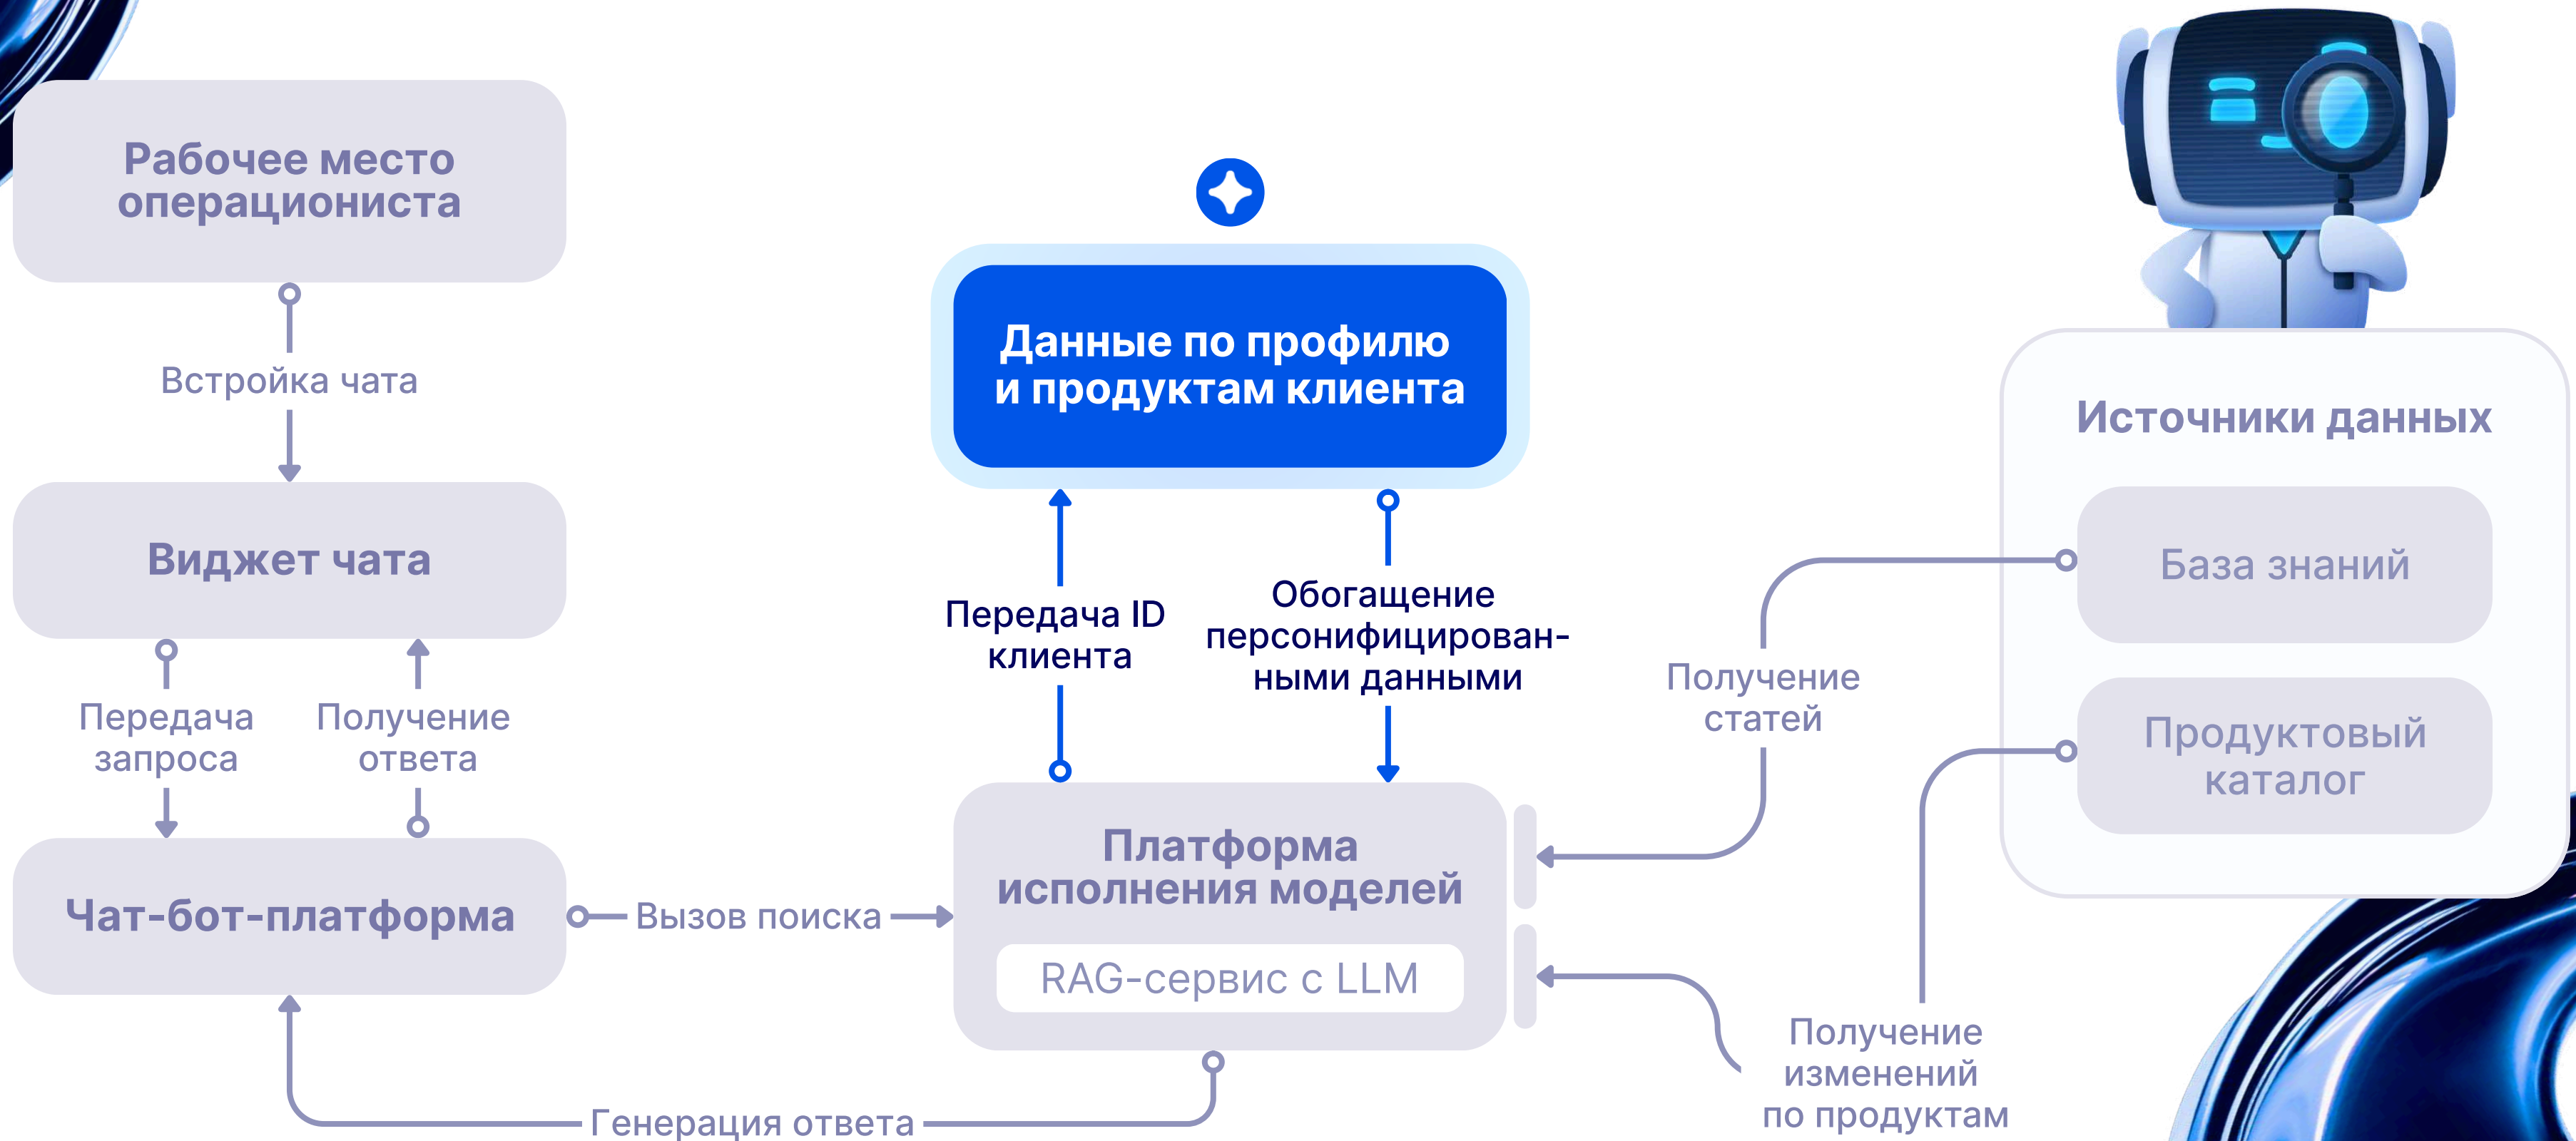 Рабочее место
операциониста
Встройка чата
Виджет чата
Передача
запроса
Получение
ответа
Чат-бот-платформа
Вызов поиска
Генерация ответа
Данные по профилю
и продуктам клиента
Передача ID
клиента
Обогащение
персонифицирован-
ными данными
Платформа
исполнения моделей
RAG-сервис с LLM
Получение
статей
Получение
изменений
по продуктам
Источники данных
База знаний
Продуктовый
каталог